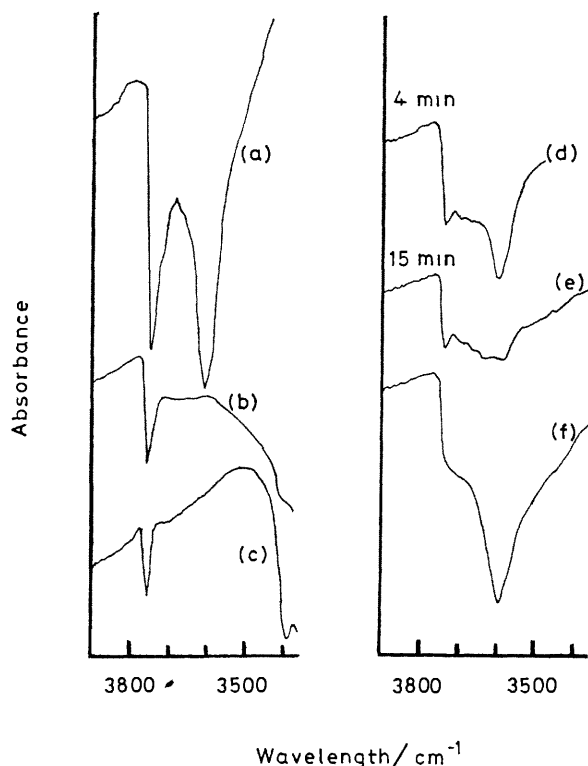 Absorbance
(a)
(b)
(c)
3800
3500
4 min
(d)
15 min
(e)
(f)
3800
3500
Wavelength/cm⁻¹